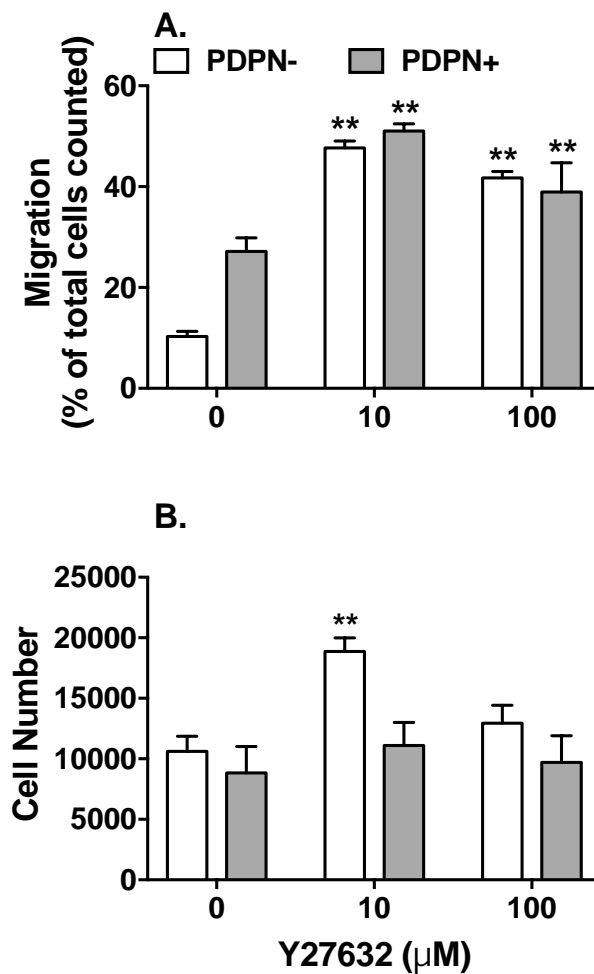 A.
PDPN- PDPN+
Migration
(% of total cells counted)
60
40
20
0
** ** ** **
0 10 100
B.
Cell Number
25000
20000
15000
10000
5000
0
**
0 10 100
Y27632 (μM)